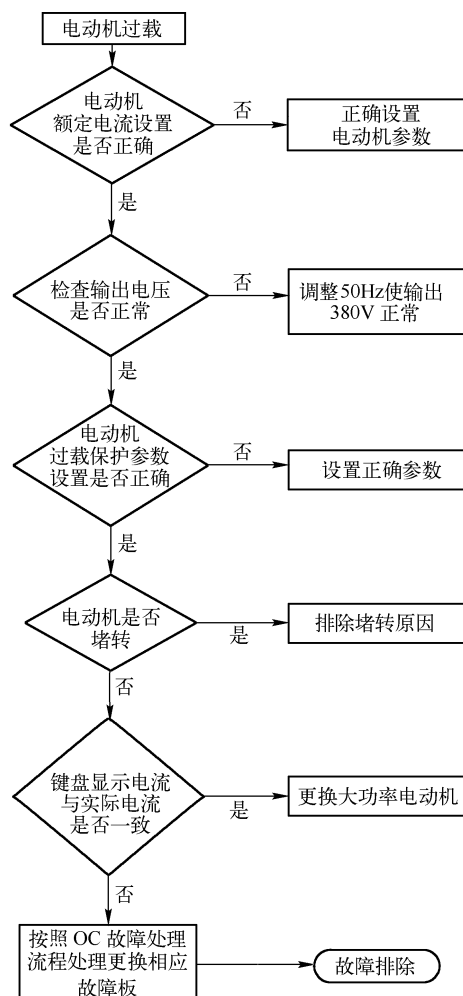 电动机过载
电动机
额定电流设置
是否正确
否
正确设置
电动机参数
是
检查输出电压
是否正常
否
调整50Hz使输出
380V 正常
是
电动机
过载保护参数
设置是否正确
否
设置正确参数
是
电动机是否
堵转
是
排除堵转原因
否
键盘显示电流
与实际电流
是否一致
是
更换大功率电动机
否
按照 OC 故障处理
流程处理更换相应
故障板
故障排除